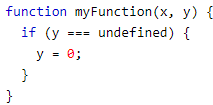 function myFunction(x, y) {
  if (y === undefined) {
    y = 0;
  }
}